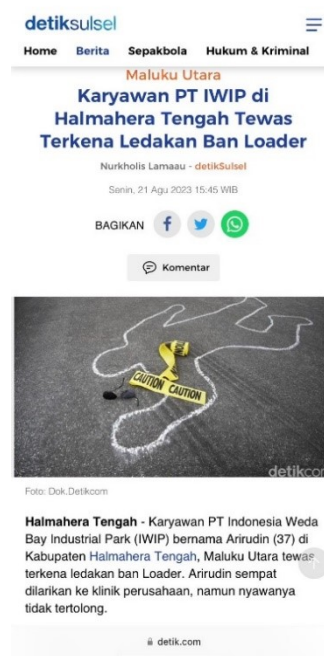 detiksulsel
Home Berita Sepakbola Hukum & Kriminal
Maluku Utara
Karyawan PT IWIP di
Halmahera Tengah Tewas
Terkena Ledakan Ban Loader
Nurkholis Lamaau - detikSulsel
Senin, 21 Agu 2023 15:45 WIB
BAGIKAN
Komentar
CAUTION CAUTION
detikcom
Foto: Dok.Detikcom
Halmahera Tengah - Karyawan PT Indonesia Weda
Bay Industrial Park (IWIP) bernama Arirudin (37) di
Kabupaten Halmahera Tengah, Maluku Utara tewas
terkena ledakan ban Loader. Arirudin sempat
dilarikan ke klinik perusahaan, namun nyawanya
tidak tertolong.
detik.com